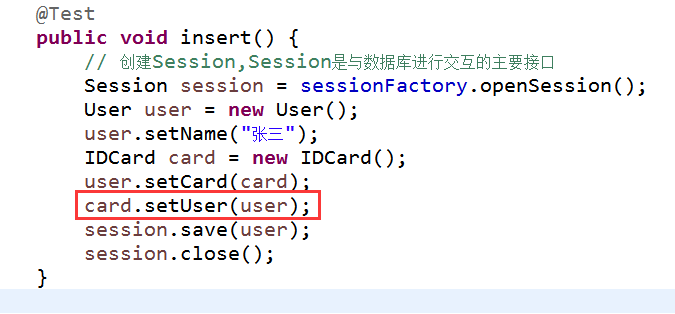 @Test
public void insert() {
// 创建Session,Session是与数据库进行交互的主要接口
Session session = sessionFactory.openSession();
User user = new User();
user.setName("张三");
IDCard card = new IDCard();
user.setCard(card);
card.setUser(user);
session.save(user);
session.close();
}